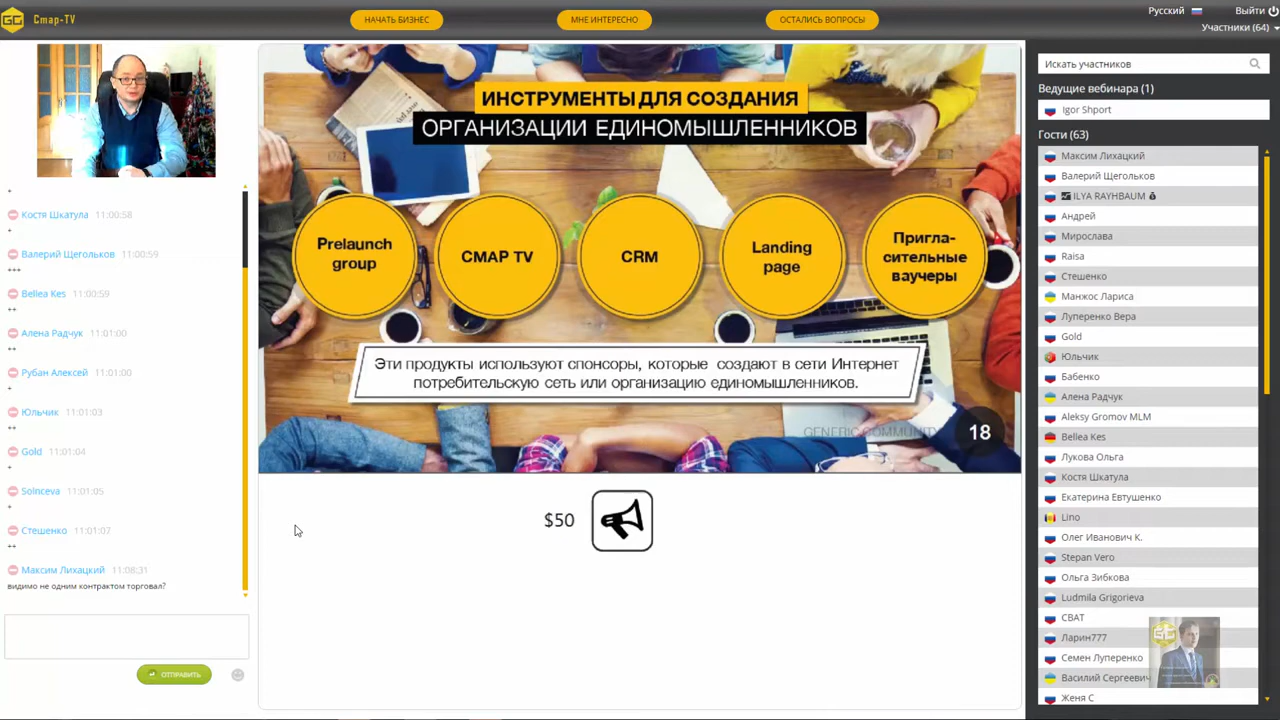 Стар-TV
НАЧАТЬ БИЗНЕС
МНЕ ИНТЕРЕСНО
ОСТАЛИСЬ ВОПРОСЫ
Русский
Выйти
Участники (64)
+
Костя Шкатула 11:00:58
+
Валерий Щегольков 11:00:59
+++
Bellea Kes 11:00:59
++
Алена Радчук 11:01:00
++
Рубан Алексей 11:01:00
+
Юльчик 11:01:03
++
Gold 11:01:04
+
Solnceva 11:01:05
+
Стешенко 11:01:07
++
Максим Лихацкий 11:08:31
видимо не одним контрактом торговал?
ОТПРАВИТЬ
ИНСТРУМЕНТЫ ДЛЯ СОЗДАНИЯ
ОРГАНИЗАЦИИ ЕДИНОМЫШЛЕННИКОВ
Prelaunch
group
CMAP TV
CRM
Landing
page
Пригла-
сительные
ваучеры
Эти продукты используют спонсоры, которые создают в сети Интернет
потребительскую сеть или организацию единомышленников.
GENERIC COMMUNITY
18
$50
Искать участников
Ведущие вебинара (1)
Igor Shport
Гости (63)
Максим Лихацкий
Валерий Щегольков
ILYA RAYHBAUM
Андрей
Мирослава
Raisa
Стешенко
Манжос Лариса
Луперенко Вера
Gold
Юльчик
Бабенко
Алена Радчук
Aleksy Gromov MLM
Bellea Kes
Лукова Ольга
Костя Шкатула
Екатерина Евтушенко
Lino
Олег Иванович К.
Stepan Vero
Ольга Зибкова
Ludmila Grigorieva
СВАТ
Ларин777
Семен Луперенко
Василий Сергеевич
Женя С